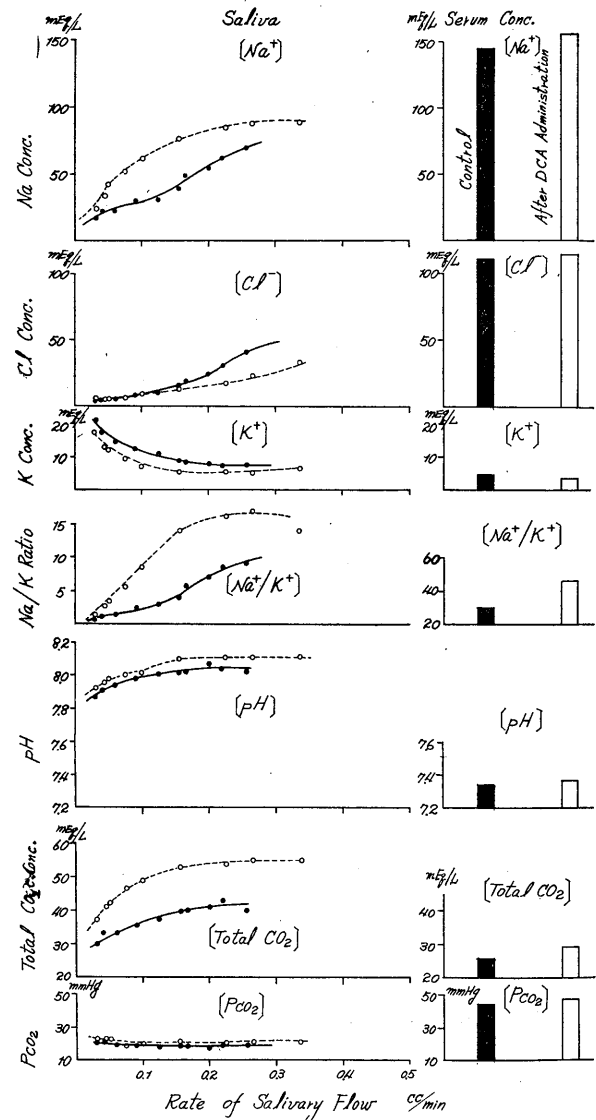 Saliva
mEq/L
[Na⁺]
150
100
50
Na Conc.
mEq/L Serum Conc.
[Na⁺]
150
100
50
Control
After DCA Administration
mEq/L
[Cl⁻]
100
50
Cl Conc.
mEq/L
[Cl⁻]
100
50
mEq/L
[K⁺]
20
10
K Conc.
mEq/L
[K⁺]
20
10
15
10
5
Na/K Ratio
[Na⁺/K⁺]
[Na⁺/K⁺]
60
40
20
8,2
8,0
7,8
7,6
7,4
7,2
pH
[pH]
[pH]
7,6
7,4
7,2
mEq/L
60
50
40
30
20
[Total CO₂]
mEq/L
[Total CO₂]
40
30
20
mmHg
50
30
10
Pco₂
[Pco₂]
mmHg
[Pco₂]
50
30
10
0,1
0,2
0,3
0,4
0,5
Rate of Salivary Flow cc/min